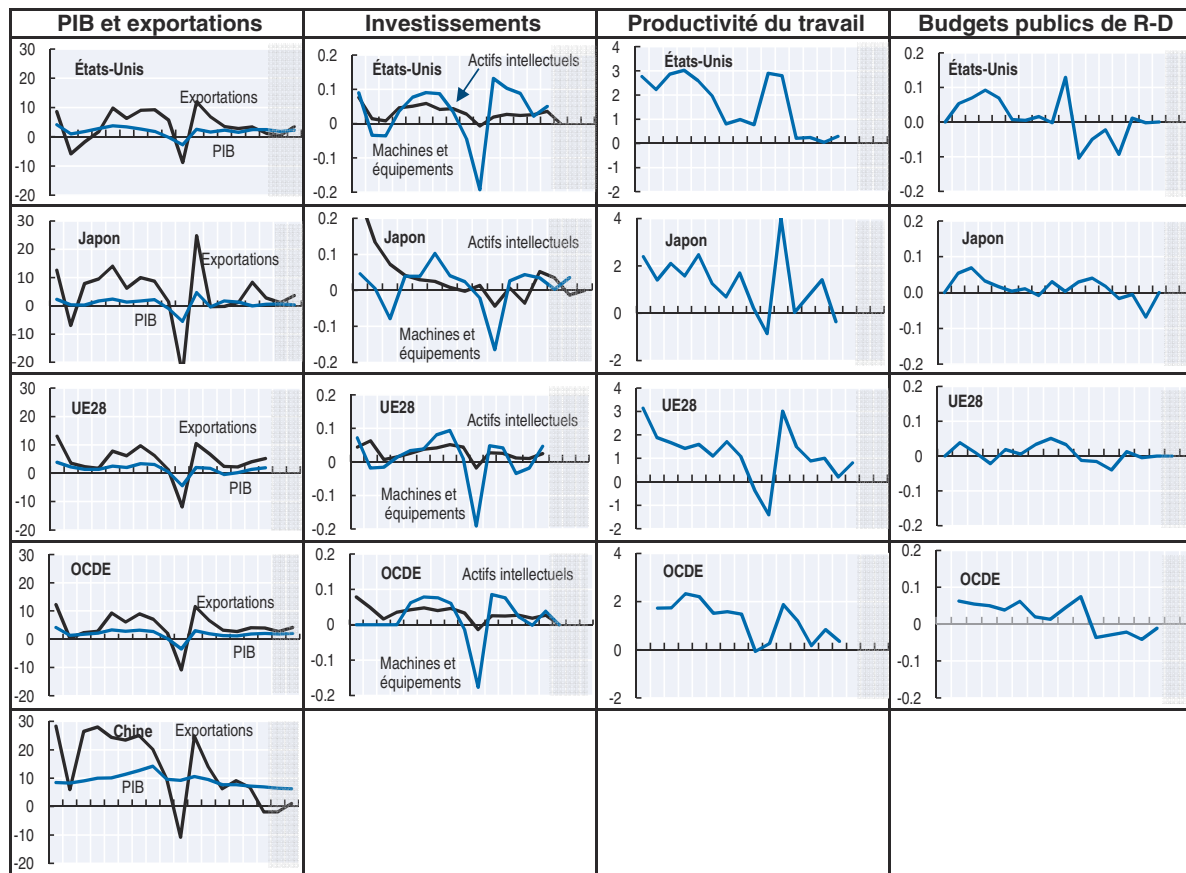 PIB et exportations
Investissements
Productivité du travail
Budgets publics de R-D
30
20
10
0
-10
-20
États-Unis
Exportations
PIB
0.2
0.1
0
-0.1
-0.2
États-Unis
Actifs intellectuels
Machines et
équipements
4
3
2
1
0
-1
-2
États-Unis
0.2
0.1
0.0
-0.1
-0.2
États-Unis
30
20
10
0
-10
-20
Japon
Exportations
PIB
0.2
0.1
0
-0.1
-0.2
Japon
Actifs intellectuels
Machines et
équipements
4
2
0
-2
Japon
0.2
0.1
0.0
-0.1
-0.2
Japon
30
20
10
0
-10
-20
UE28
Exportations
PIB
0.2
0.1
0
-0.1
-0.2
UE28
Actifs intellectuels
Machines et
équipements
4
3
2
1
0
-1
-2
UE28
0.2
0.1
0.0
-0.1
-0.2
UE28
30
20
10
0
-10
-20
OCDE
Exportations
PIB
0.2
0.1
0
-0.1
-0.2
OCDE
Actifs intellectuels
Machines et
équipements
4
2
0
-2
OCDE
0.2
0.1
0
-0.1
-0.2
OCDE
30
20
10
0
-10
-20
Chine
Exportations
PIB